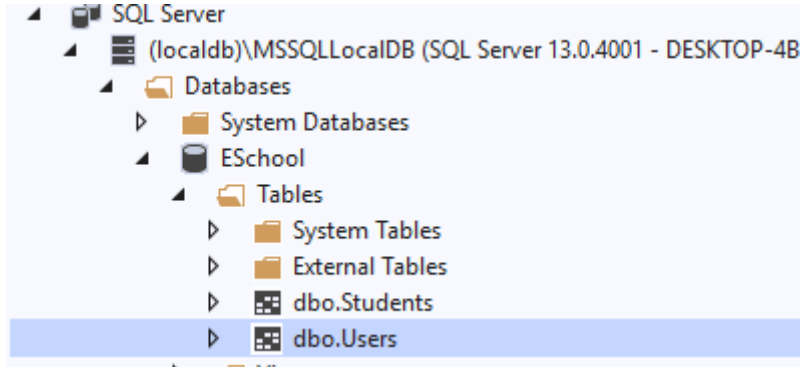 SQL Server
(localdb)\MSSQLLocalDB (SQL Server 13.0.4001 - DESKTOP-4B
Databases
System Databases
ESchool
Tables
System Tables
External Tables
dbo.Students
dbo.Users